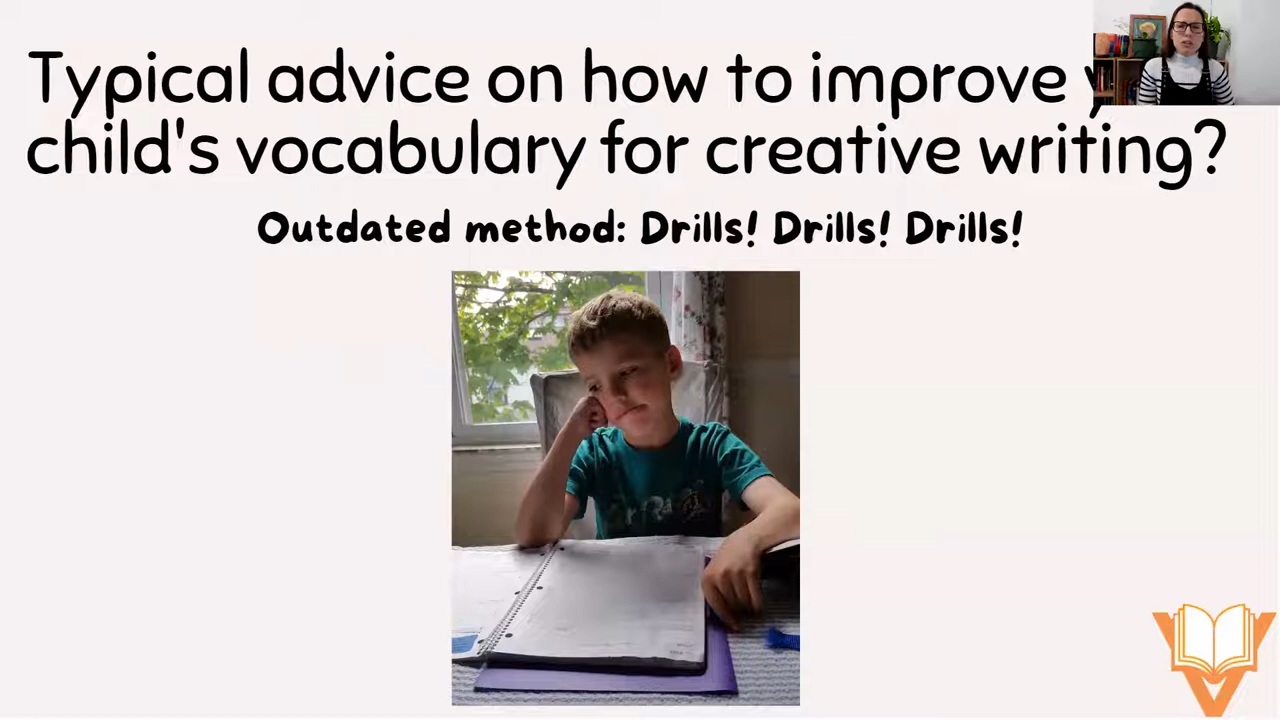 Typical advice on how to improve
child's vocabulary for creative writing?
Outdated method: Drills! Drills! Drills!